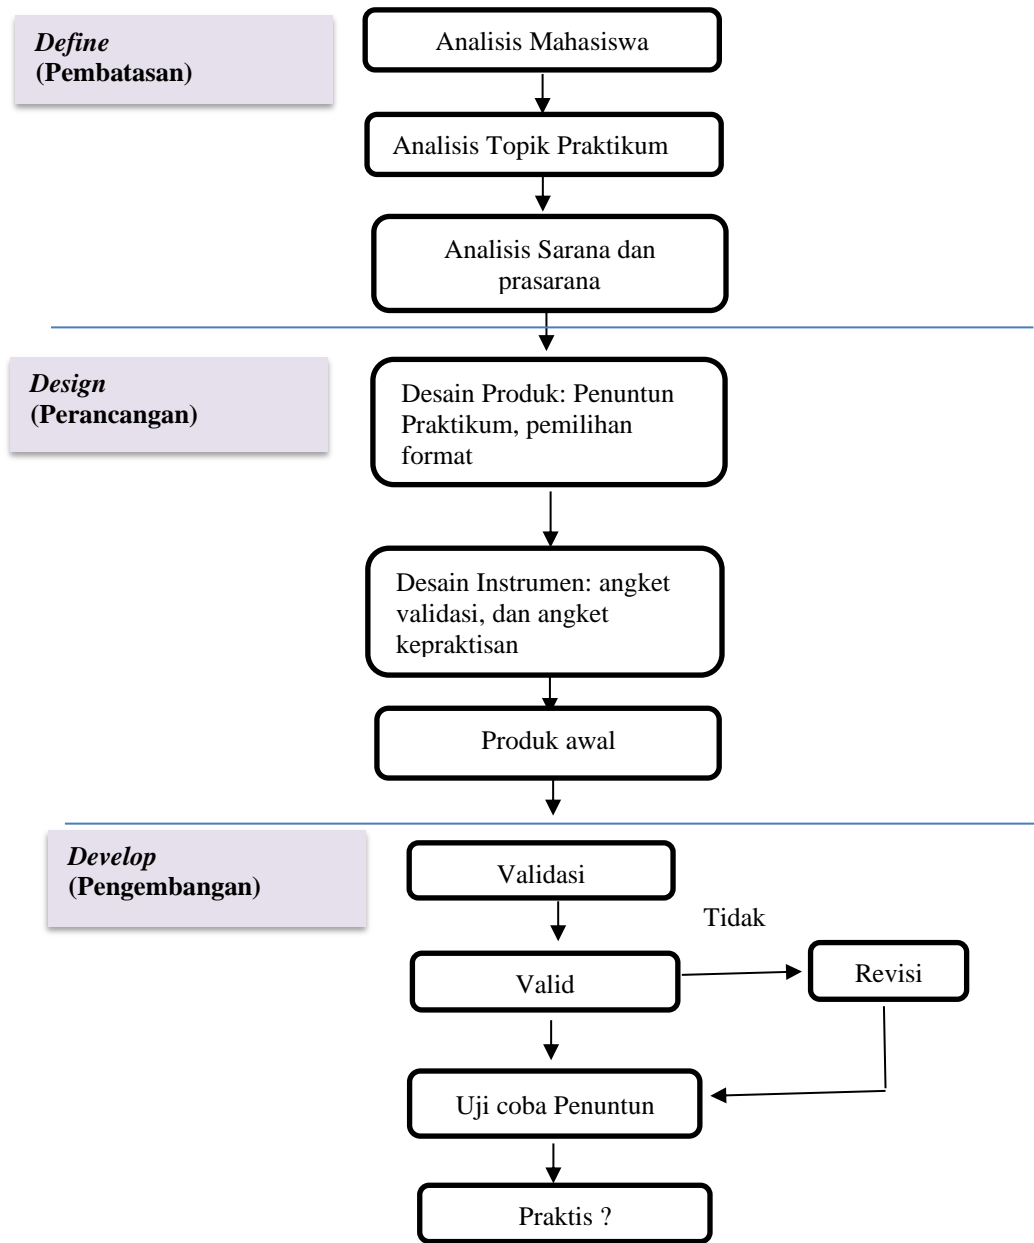 Define
(Pembatasan)
Analisis Mahasiswa
Analisis Topik Praktikum
Analisis Sarana dan
prasarana
Design
(Perancangan)
Desain Produk: Penuntun
Praktikum, pemilihan
format
Desain Instrumen: angket
validasi, dan angket
kepraktisan
Produk awal
Develop
(Pengembangan)
Validasi
Tidak
Valid
Revisi
Uji coba Penuntun
Praktis ?